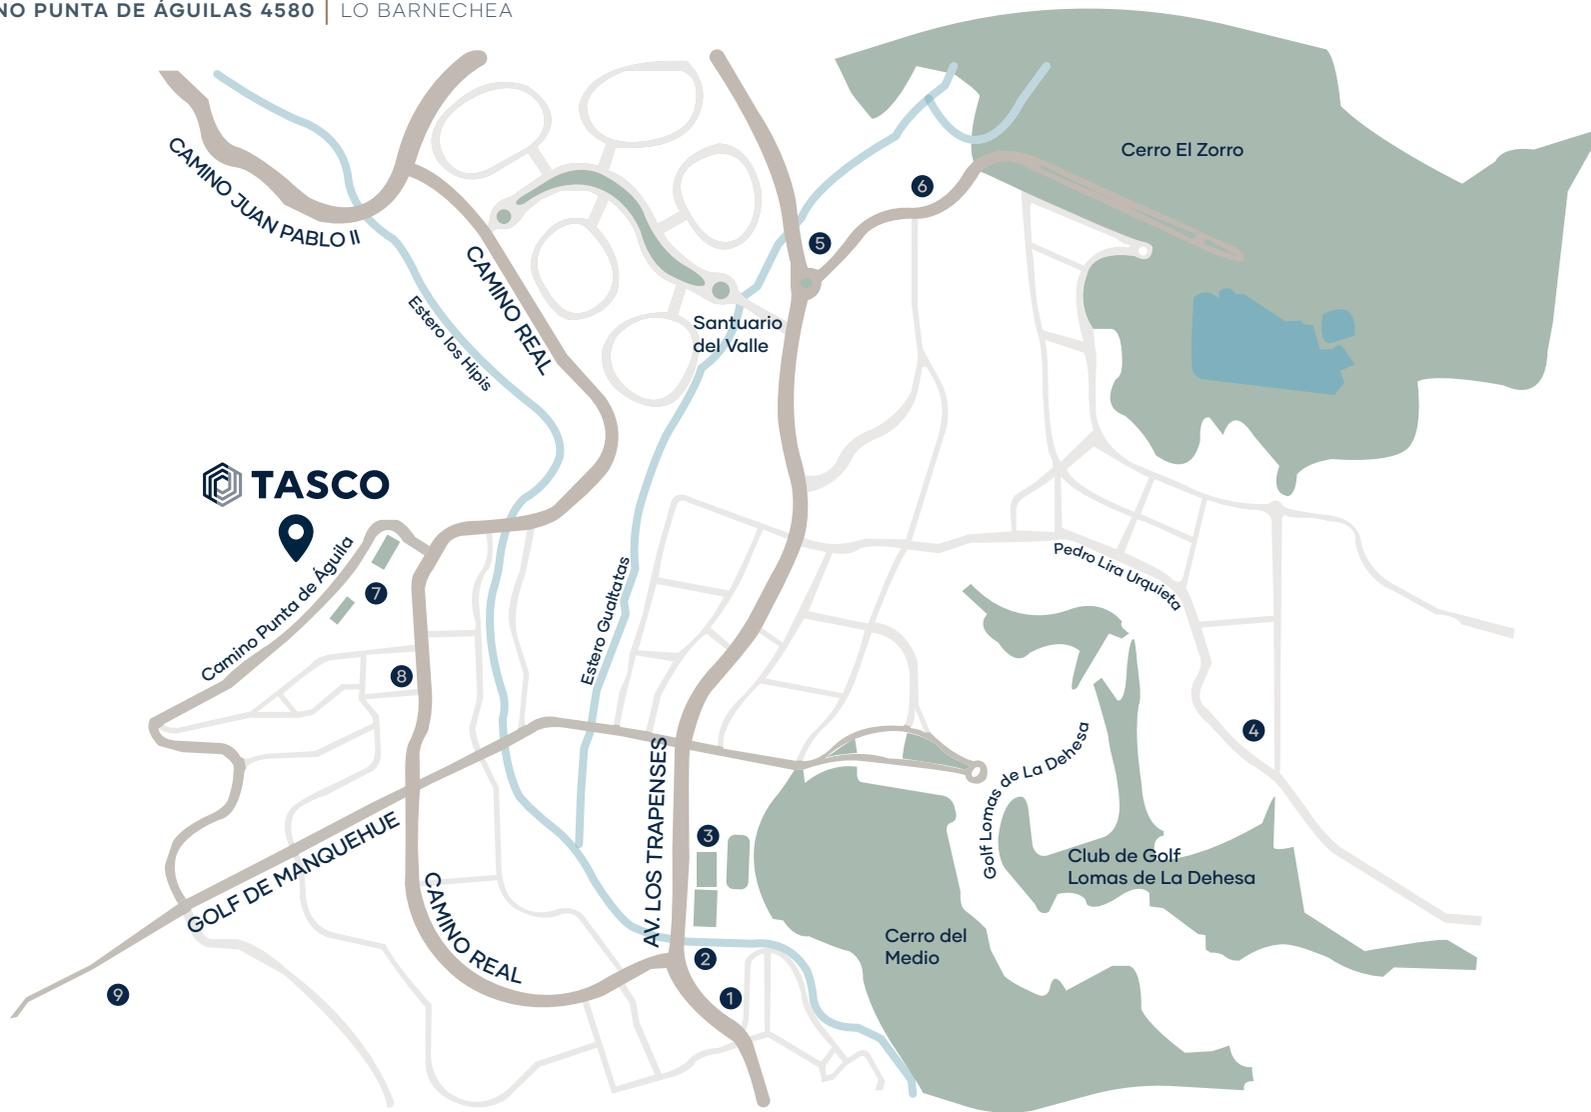 NO PUNTA DE ÁGUILAS 4580 | LO BARNECHEA
CAMINO JUAN PABLO II
Cerro El Zorro
6
5
CAMINO REAL
Estero los Hipis
Santuario
del Valle
TASCO
Camino Punta de Águila
7
8
Estero Gualtatas
Pedro Lira Urquieta
4
Golf Lomas de La Dehesa
AV. LOS TRAPENSES
3
GOLF DE MANQUEHUE
Club de Golf
Lomas de La Dehesa
CAMINO REAL
Cerro del
Medio
2
1
9